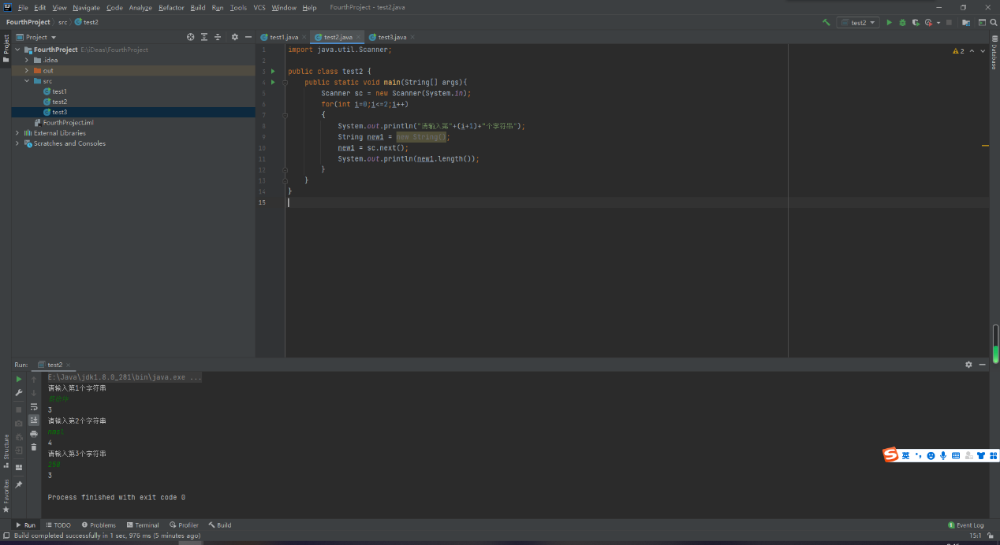 File Edit View Navigate Code Analyze Refactor Build Run Tools VCS Window Help FourthProject - test2.java
FourthProject src test2
test2
Project
test1.java test2.java test3.java
Project
Database
FourthProject E:\iDeas\FourthProject
.idea
out
src
test1
test2
test3
FourthProject.iml
External Libraries
Scratches and Consoles
2
1 import java.util.Scanner;
2
3 public class test2 {
4 public static void main(String[] args){
5 Scanner sc = new Scanner(System.in);
6 for(int i=0;i<=2;i++)
7 {
8 System.out.println("请输入第"+(i+1)+"个字符串");
9 String new1 = new String();
10 new1 = sc.next();
11 System.out.println(new1.length());
12 }
13 }
14 }
15
Run: test2
E:\Java\jdk1.8.0_281\bin\java.exe ...
请输入第1个字符串
3
请输入第2个字符串
4
请输入第3个字符串
250
3
Process finished with exit code 0
Structure
Favorites
英
Run TODO Problems Terminal Profiler Build
1 Event Log
Build completed successfully in 1 sec, 976 ms (5 minutes ago)
15:1